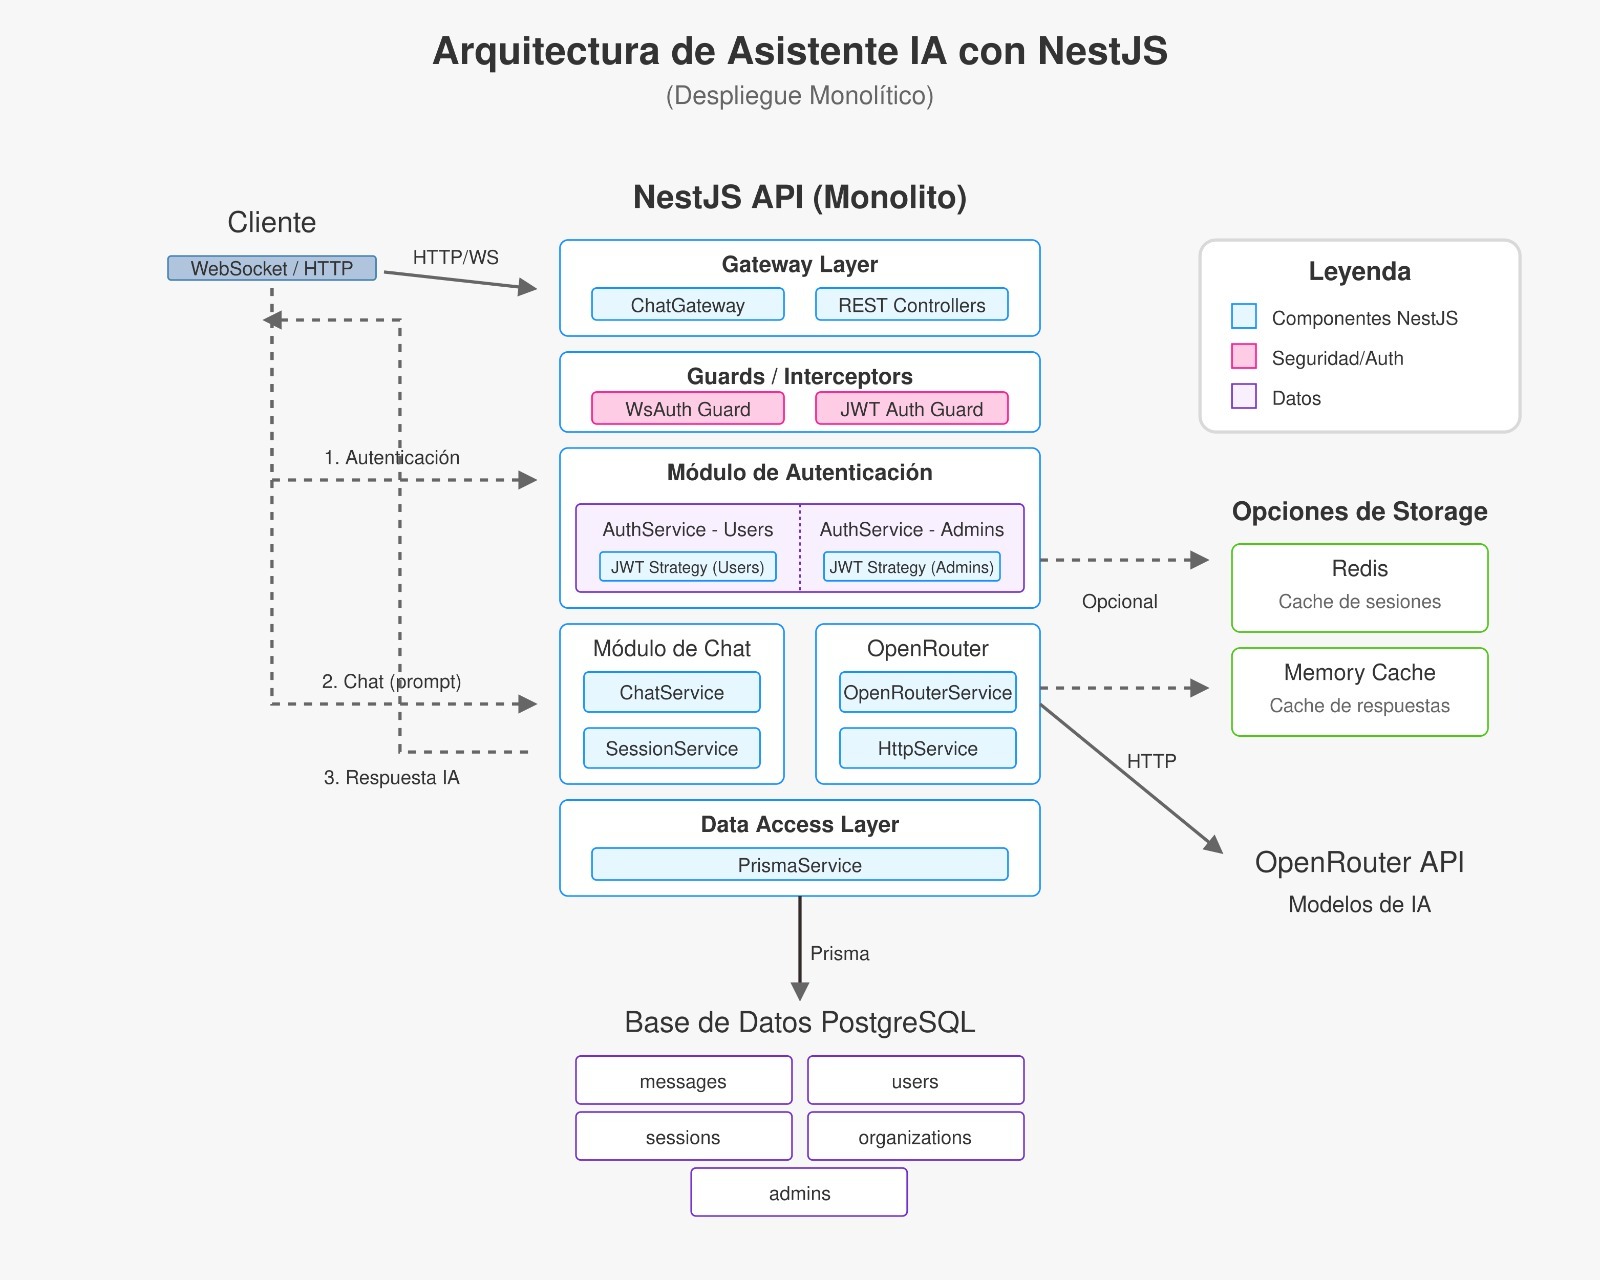 Arquitectura de Asistente IA con NestJS
(Despliegue Monolítico)
NestJS API (Monolito)
Cliente
WebSocket / HTTP
HTTP/WS
Gateway Layer
ChatGateway
REST Controllers
Guards / Interceptors
WsAuth Guard
JWT Auth Guard
Leyenda
Componentes NestJS
Seguridad/Auth
Datos
1. Autenticación
Módulo de Autenticación
AuthService - Users
AuthService - Admins
JWT Strategy (Users)
JWT Strategy (Admins)
Opcional
Opciones de Storage
Redis
Cache de sesiones
Memory Cache
Cache de respuestas
2. Chat (prompt)
3. Respuesta IA
Módulo de Chat
ChatService
SessionService
OpenRouter
OpenRouterService
HttpService
HTTP
OpenRouter API
Modelos de IA
Data Access Layer
PrismaService
Prisma
Base de Datos PostgreSQL
messages
users
sessions
organizations
admins